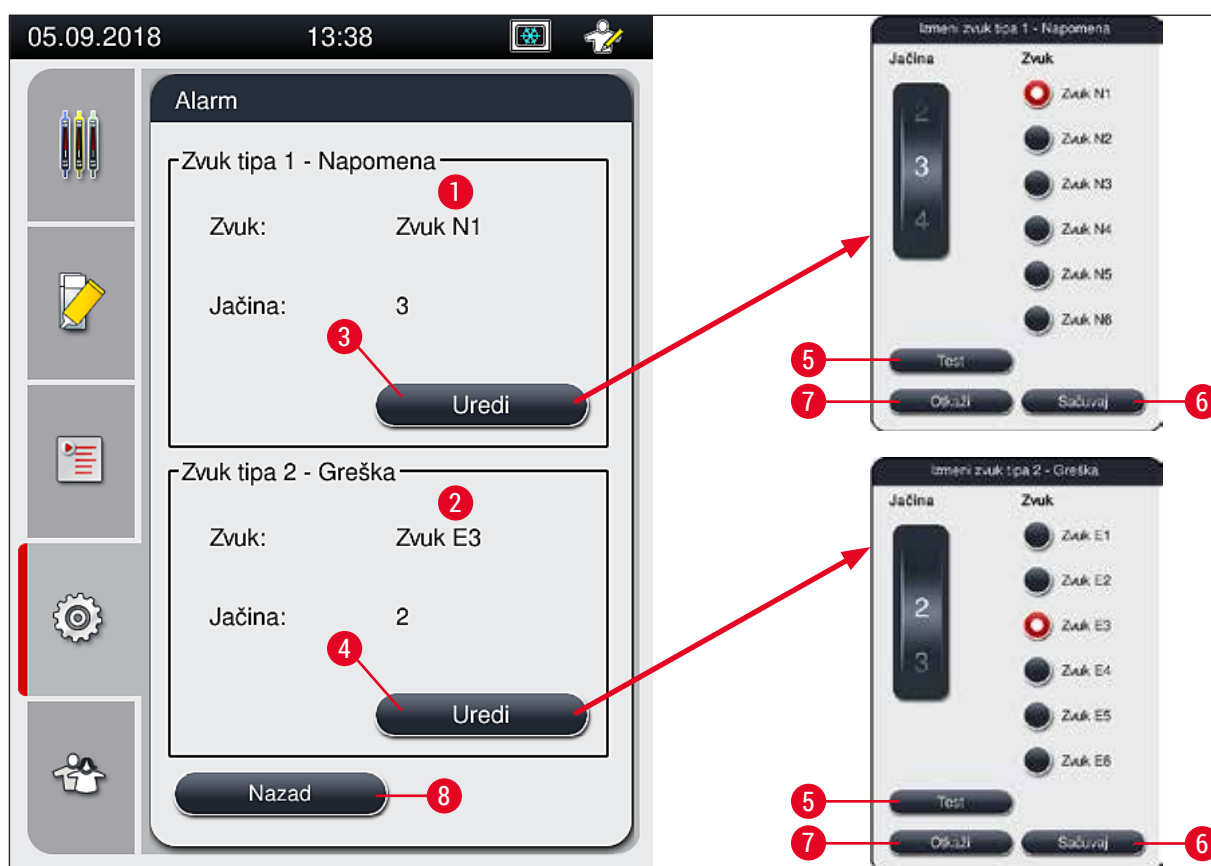 05.09.2018 13:38
Alarm
Zvuk tipa 1 - Napomena
1
Zvuk: Zvuk N1
Jačina: 3
3
Uredi
Zvuk tipa 2 - Greška
2
Zvuk: Zvuk E3
Jačina: 2
4
Uredi
Nazad 8
Izmeni zvuk tipa 1 - Napomena
Jačina Zvuk
2
3
4
Zvuk N1
Zvuk N2
Zvuk N3
Zvuk N4
Zvuk N5
Zvuk N6
5 Test
7 Otkaži Sačuvaj 6
Izmeni zvuk tipa 2 - Greška
Jačina Zvuk
2
3
Zvuk E1
Zvuk E2
Zvuk E3
Zvuk E4
Zvuk E5
Zvuk E6
5 Test
7 Otkaži Sačuvaj 6